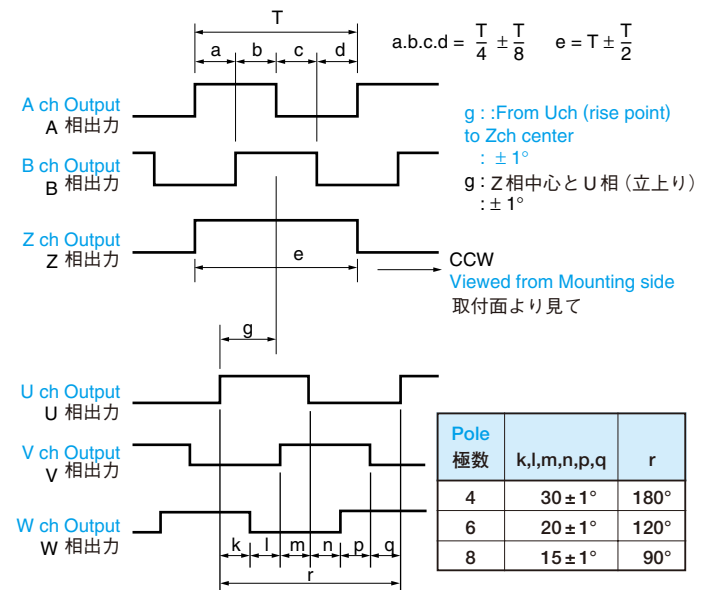 T
a b c d
a.b.c.d = T/4 ± T/8 e = T ± T/2
A ch Output
A 相出力
g : :From Uch (rise point)
to Zch center
: ± 1°
g : Z相中心とU相（立上り）
: ± 1°
B ch Output
B 相出力
Z ch Output
Z 相出力
e
CCW
Viewed from Mounting side
取付面より見て
g
U ch Output
U 相出力
V ch Output
V 相出力
W ch Output
W 相出力
k l m n p q
r
Pole
極数 k,l,m,n,p,q r
4 30±1° 180°
6 20±1° 120°
8 15±1° 90°